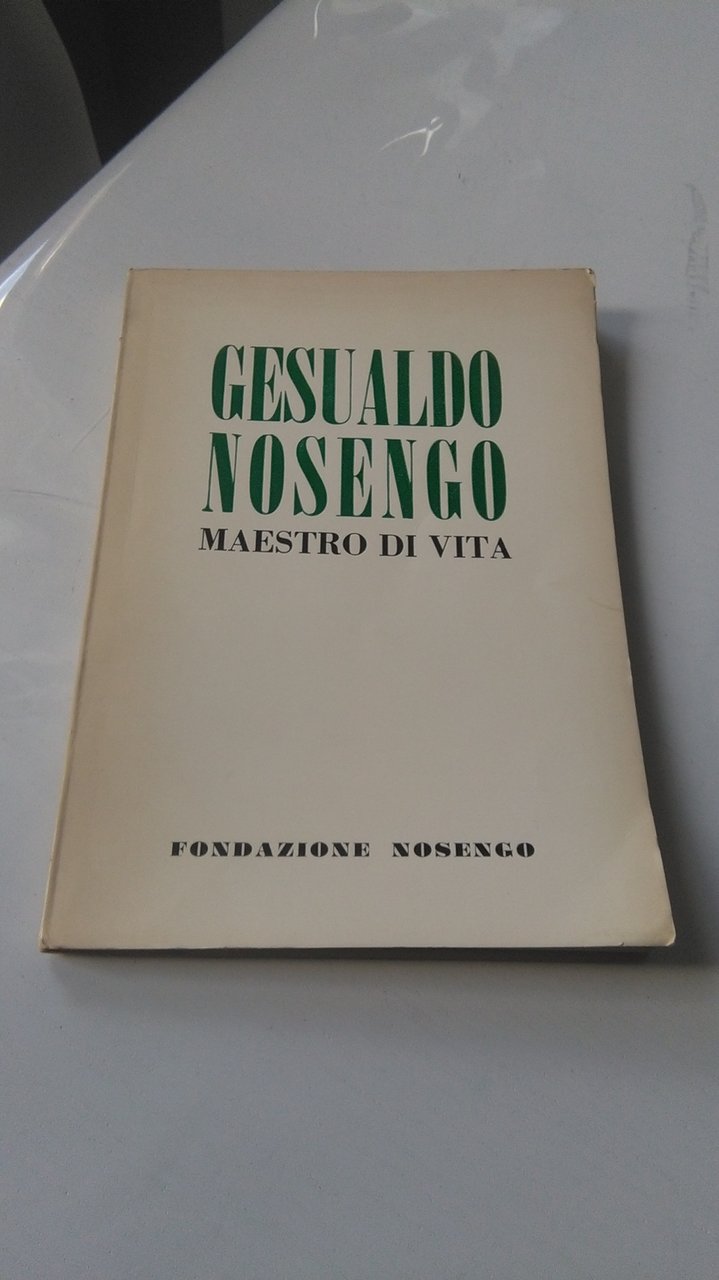 GESUALDO
NOSENGO
MAESTRO DI VITA
FONDAZIONE NOSENGO